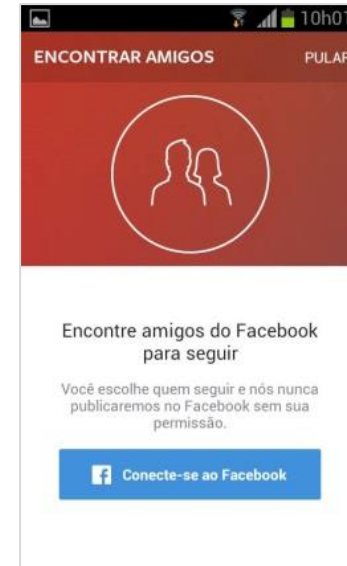 10h01
ENCONTRAR AMIGOS PULAR
Encontre amigos do Facebook
para seguir
Você escolhe quem seguir e nós nunca
publicaremos no Facebook sem sua
permissão.
f Conecte-se ao Facebook